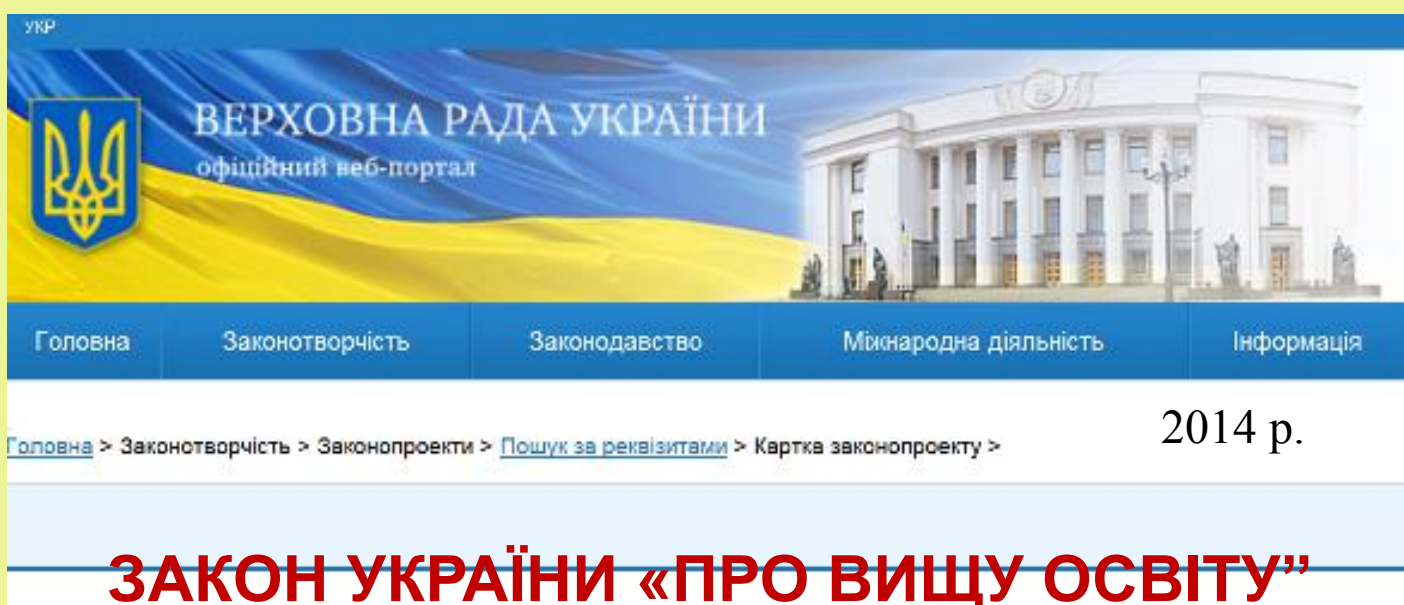 УКР
ВЕРХОВНА РАДА УКРАЇНИ
офіційний веб-портал
Головна Законотворчість Законодавство Міжнародна діяльність Інформація
2014 р.
Головна > Законотворчість > Законопроекти > Пошук за реквізитами > Картка законопроекту >
ЗАКОН УКРАЇНИ «ПРО ВИЩУ ОСВІТУ”